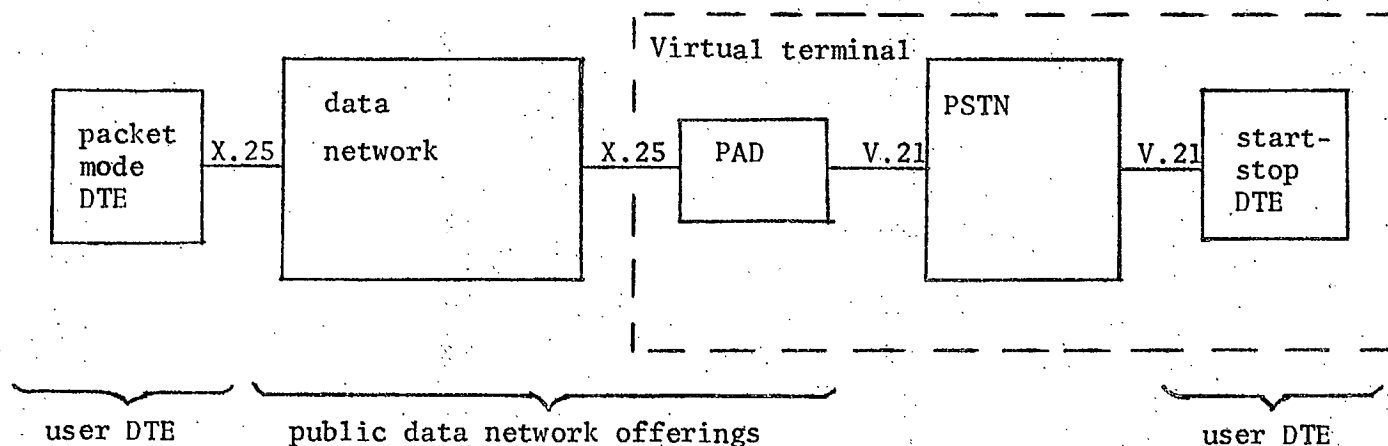 Virtual terminal
packet
mode
DTE
X.25
data
network
X.25
PAD
V.21
PSTN
V.21
start-
stop
DTE
user DTE
public data network offerings
user DTE